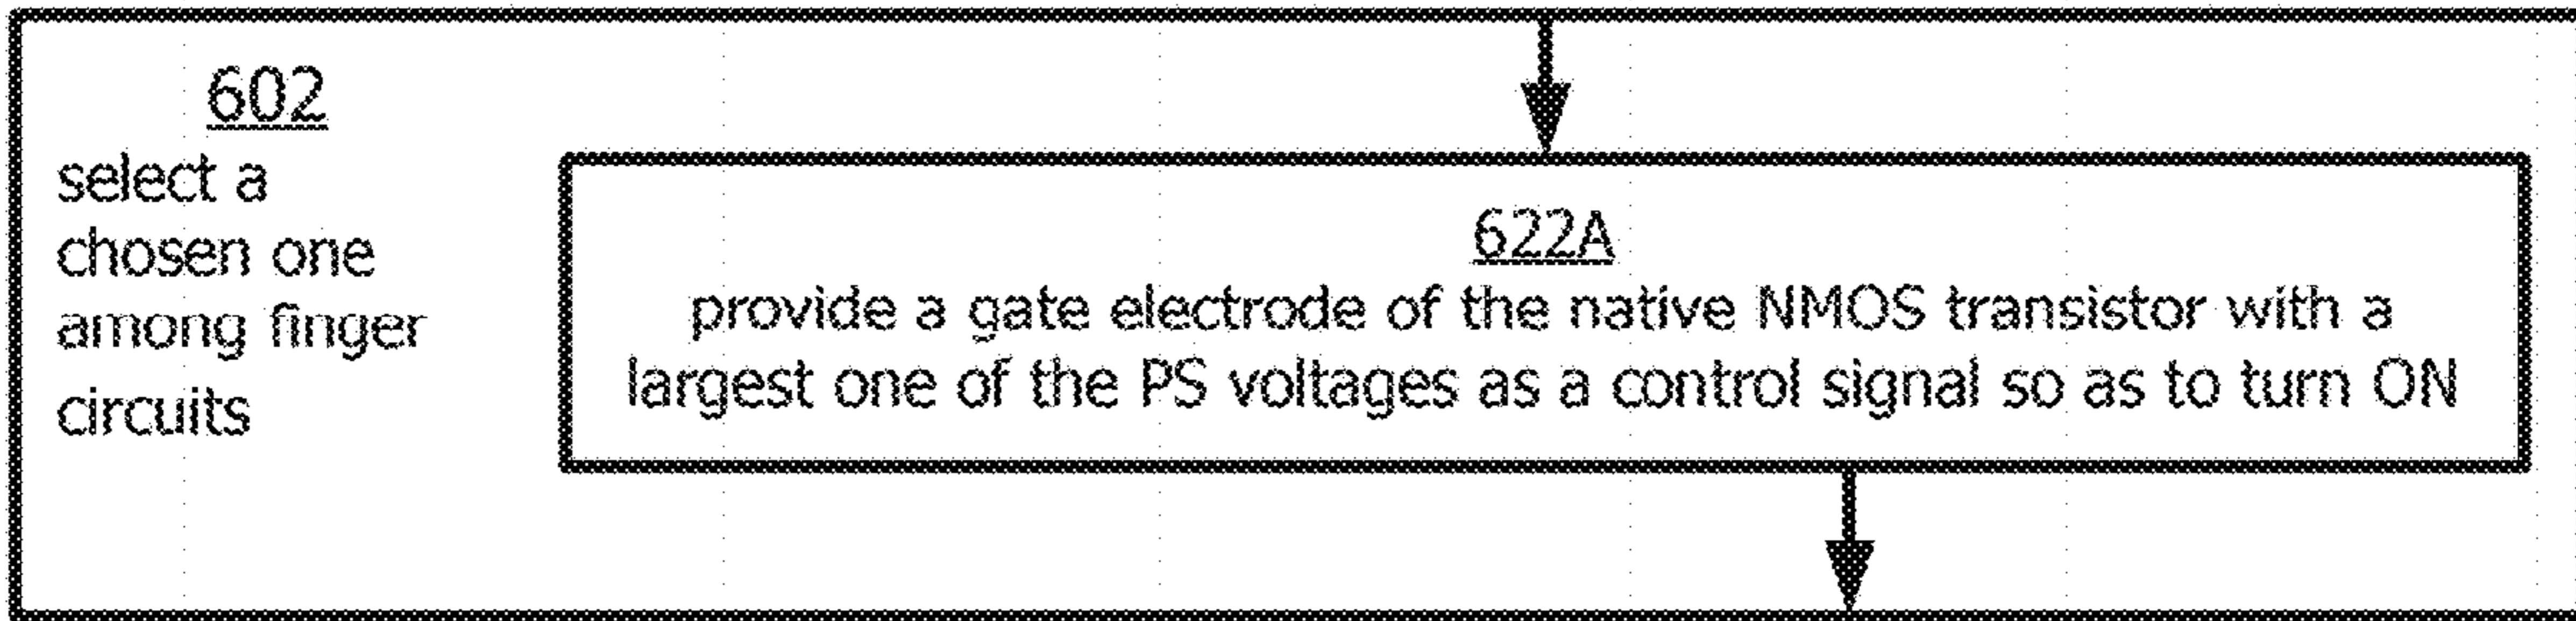 602
select a
chosen one
among finger
circuits
622A
provide a gate electrode of the native NMOS transistor with a
largest one of the PS voltages as a control signal so as to turn ON